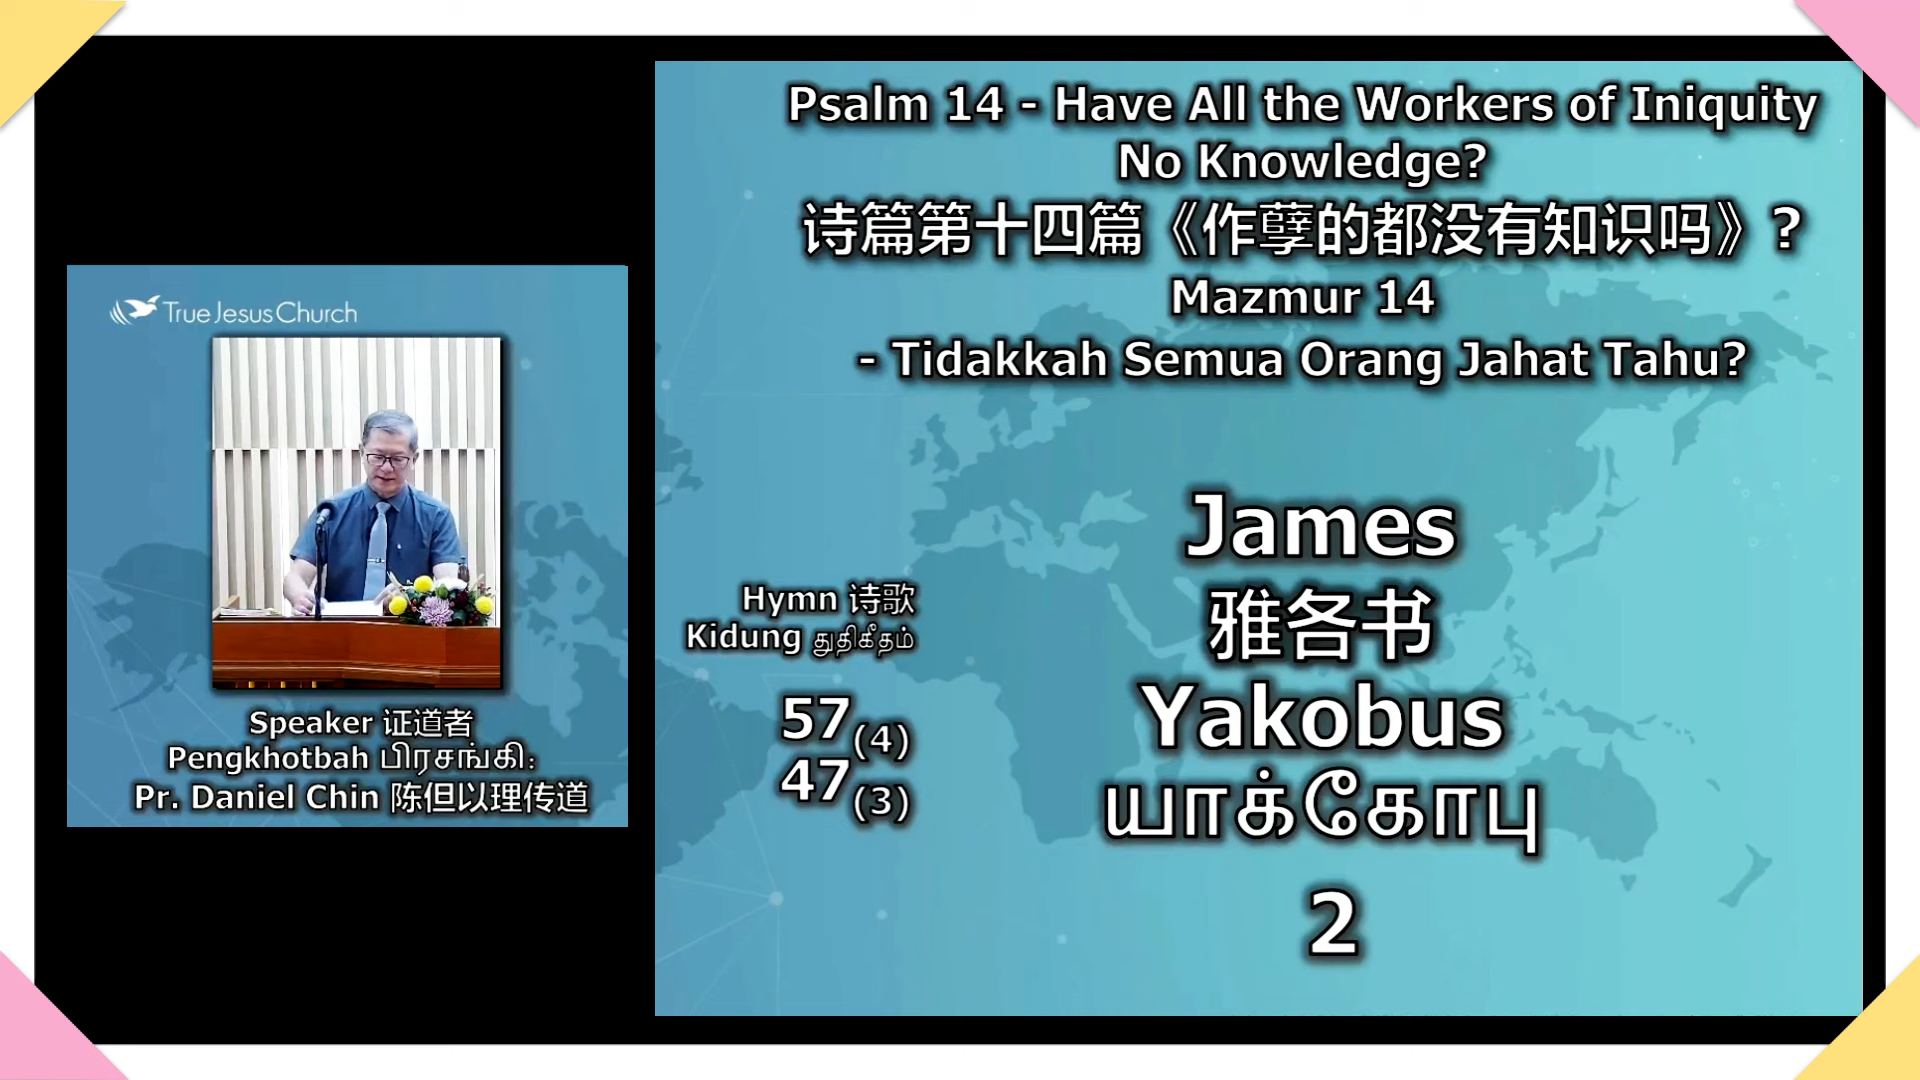 True Jesus Church
Speaker 证道者
Pengkhotbah பிரசங்கி:
Pr. Daniel Chin 陈但以理传道
Psalm 14 - Have All the Workers of Iniquity
No Knowledge?
诗篇第十四篇《作孽的都没有知识吗》?
Mazmur 14
- Tidakkah Semua Orang Jahat Tahu?
Hymn 诗歌
Kidung துதிகீதம்
57(4)
47(3)
James
雅各书
Yakobus
யாக்கோபு
2